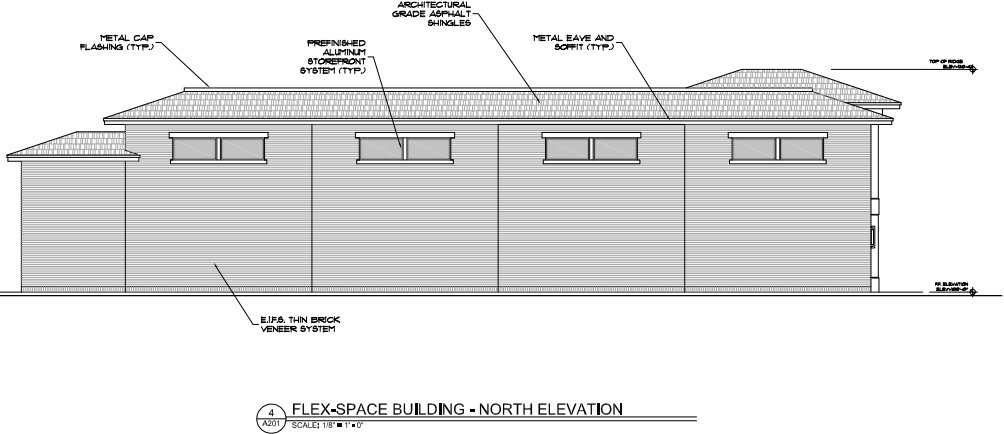 ARCHITECTURAL
GRADE ASPHALT
SHINGLES
METAL CAP
FLASHING (TYP.)
PREFINISHED
ALUMINUM
STOREFRONT
SYSTEM (TYP.)
METAL EAVE AND
SOFFIT (TYP.)
TOP OF RIDGE
F.F. ELEVATION
E.I.F.S. THIN BRICK
VENEER SYSTEM
4
A201
FLEX-SPACE BUILDING - NORTH ELEVATION
SCALE: 1/8" = 1'-0"